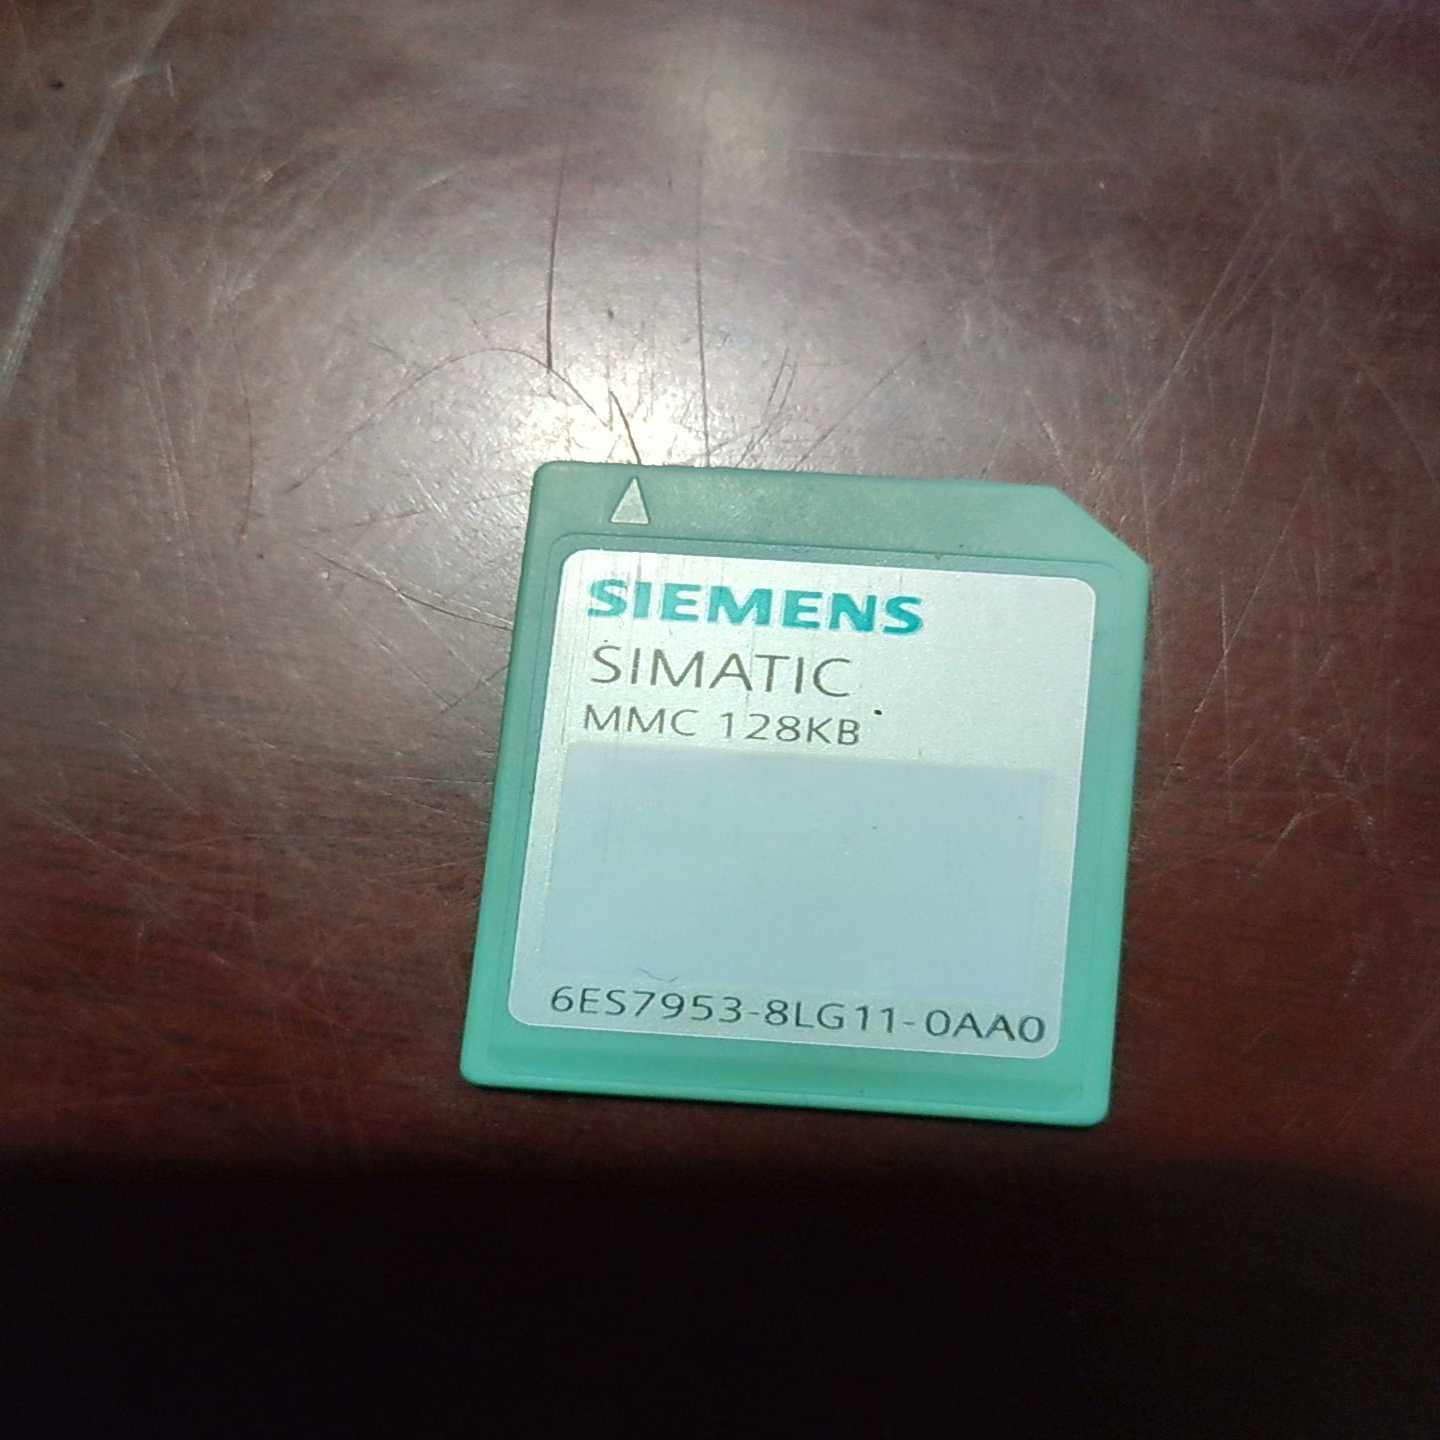 SIEMENS
SIMATIC
MMC 128KB
6ES7953-8LG11-0AA0